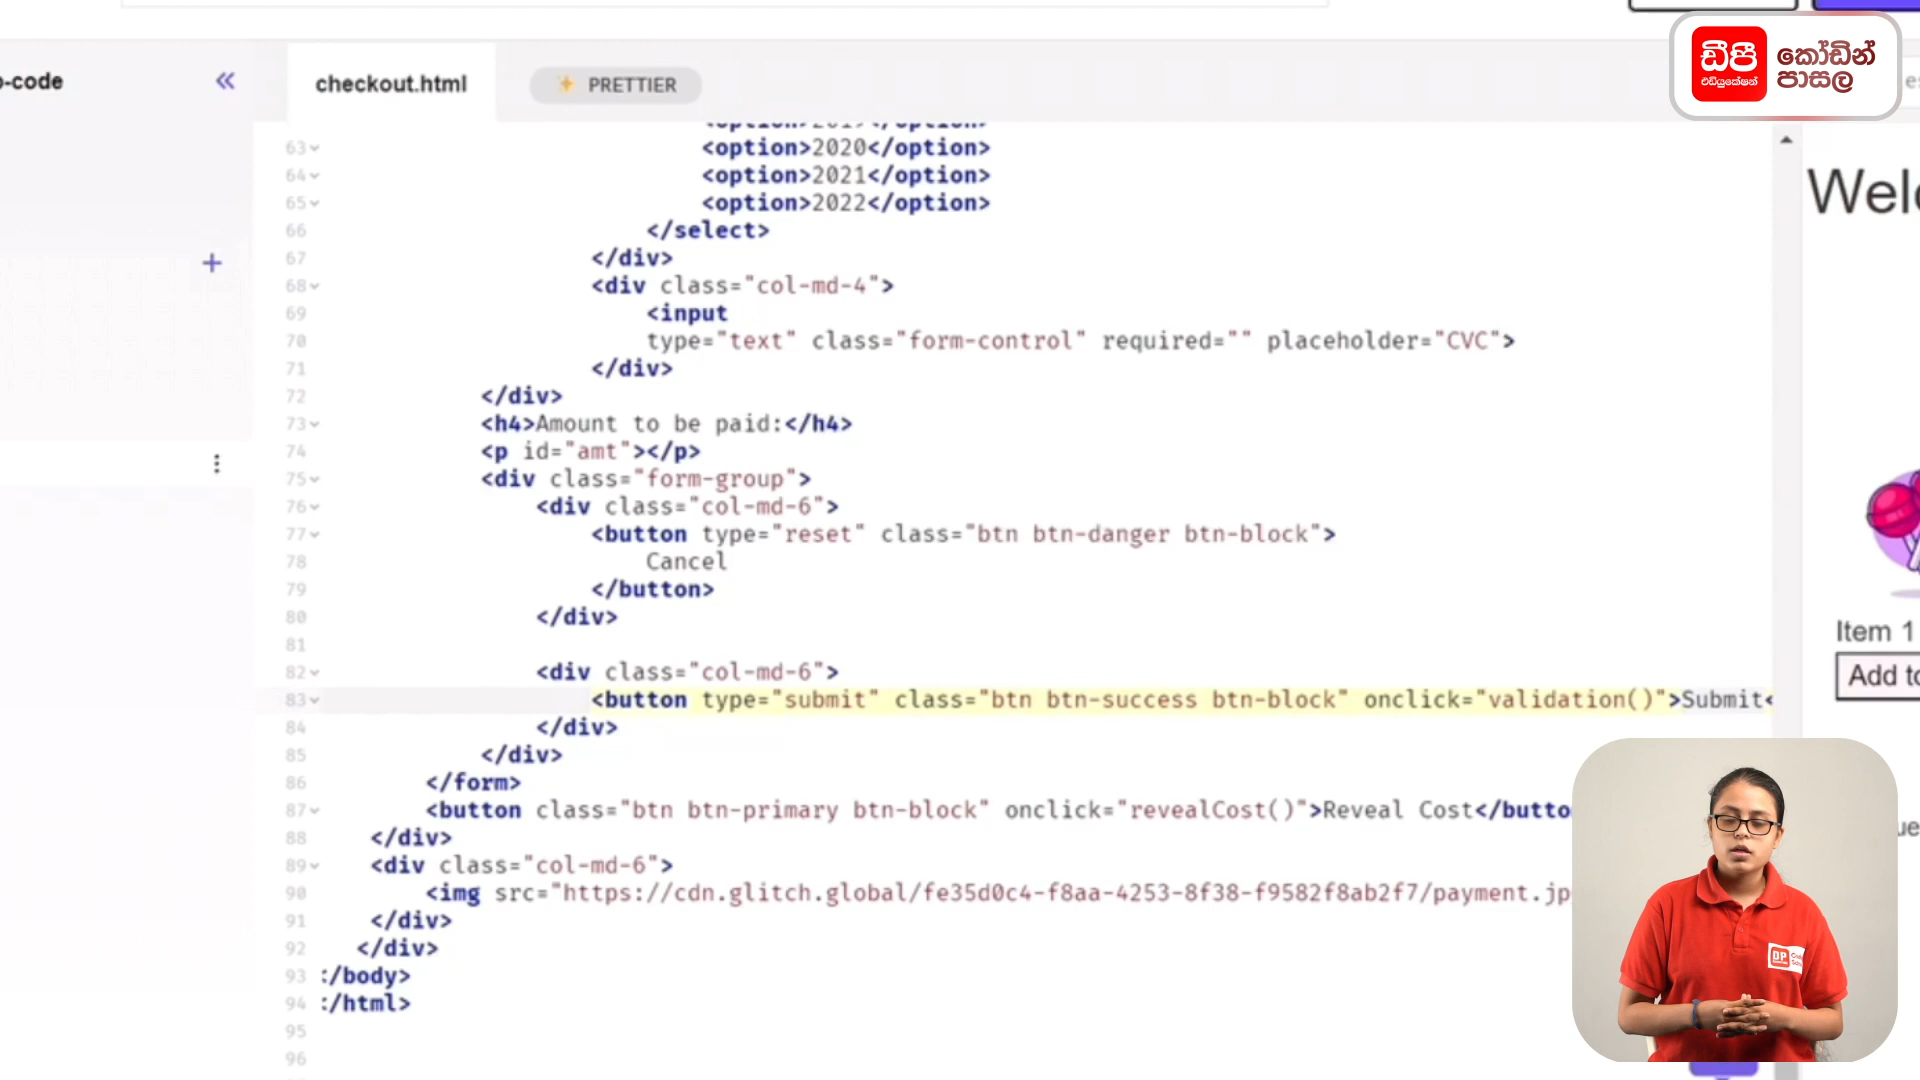 ඩීපී
එඩියුකේෂන්
කෝඩින්
පාසල
-code
checkout.html
PRETTIER
63 <option>2020</option>
64 <option>2021</option>
65 <option>2022</option>
66 </select>
67 </div>
68 <div class="col-md-4">
69 <input
70 type="text" class="form-control" required="" placeholder="CVC">
71 </div>
72 </div>
73 <h4>Amount to be paid:</h4>
74 <p id="amt"></p>
75 <div class="form-group">
76 <div class="col-md-6">
77 <button type="reset" class="btn btn-danger btn-block">
78 Cancel
79 </button>
80 </div>
81
82 <div class="col-md-6">
83 <button type="submit" class="btn btn-success btn-block" onclick="validation()">Submit<
84 </div>
85 </div>
86 </form>
87 <button class="btn btn-primary btn-block" onclick="revealCost()">Reveal Cost</butto
88 </div>
89 <div class="col-md-6">
90 <img src="https://cdn.glitch.global/fe35d0c4-f8aa-4253-8f38-f9582f8ab2f7/payment.jp
91 </div>
92 </div>
93 :/body>
94 :/html>
95
96
Item 1
DP